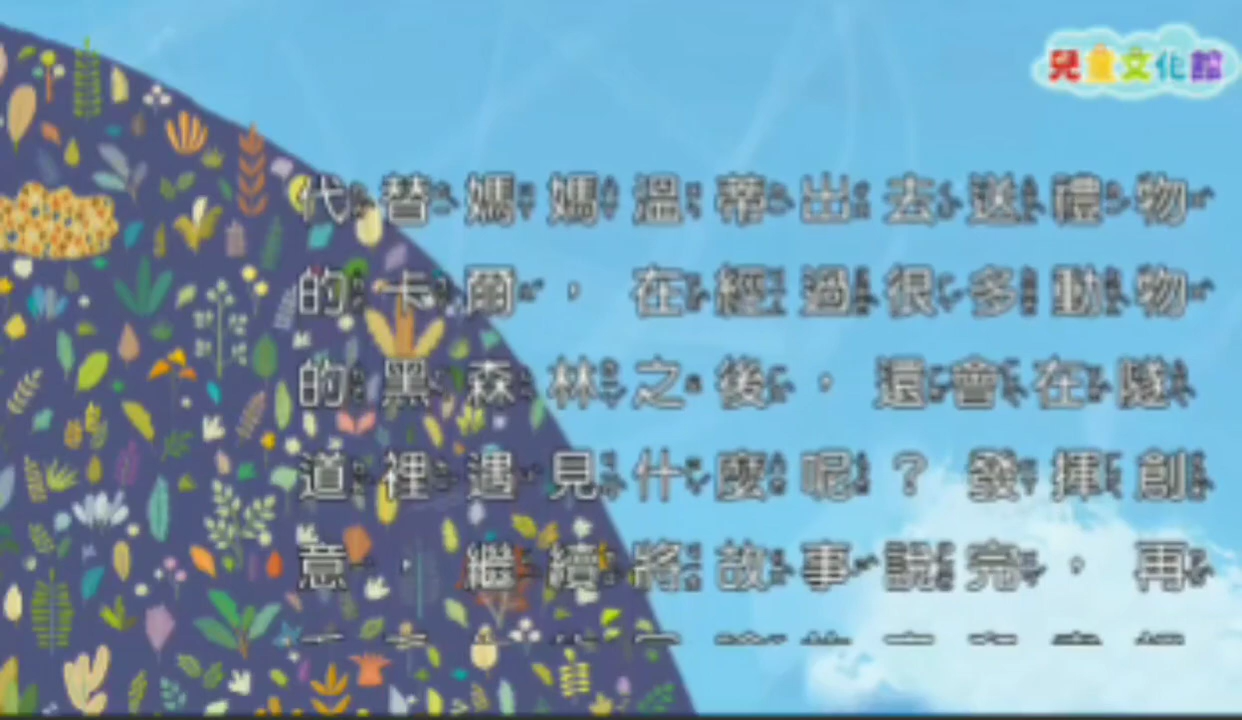 兒童文化館
代替媽媽溫蒂出去送禮物
的卡爾，在經過很多動物
的黑森林之後，還會在隧
道裡遇見什麼呢？發揮創
意，繼續將故事說完，再